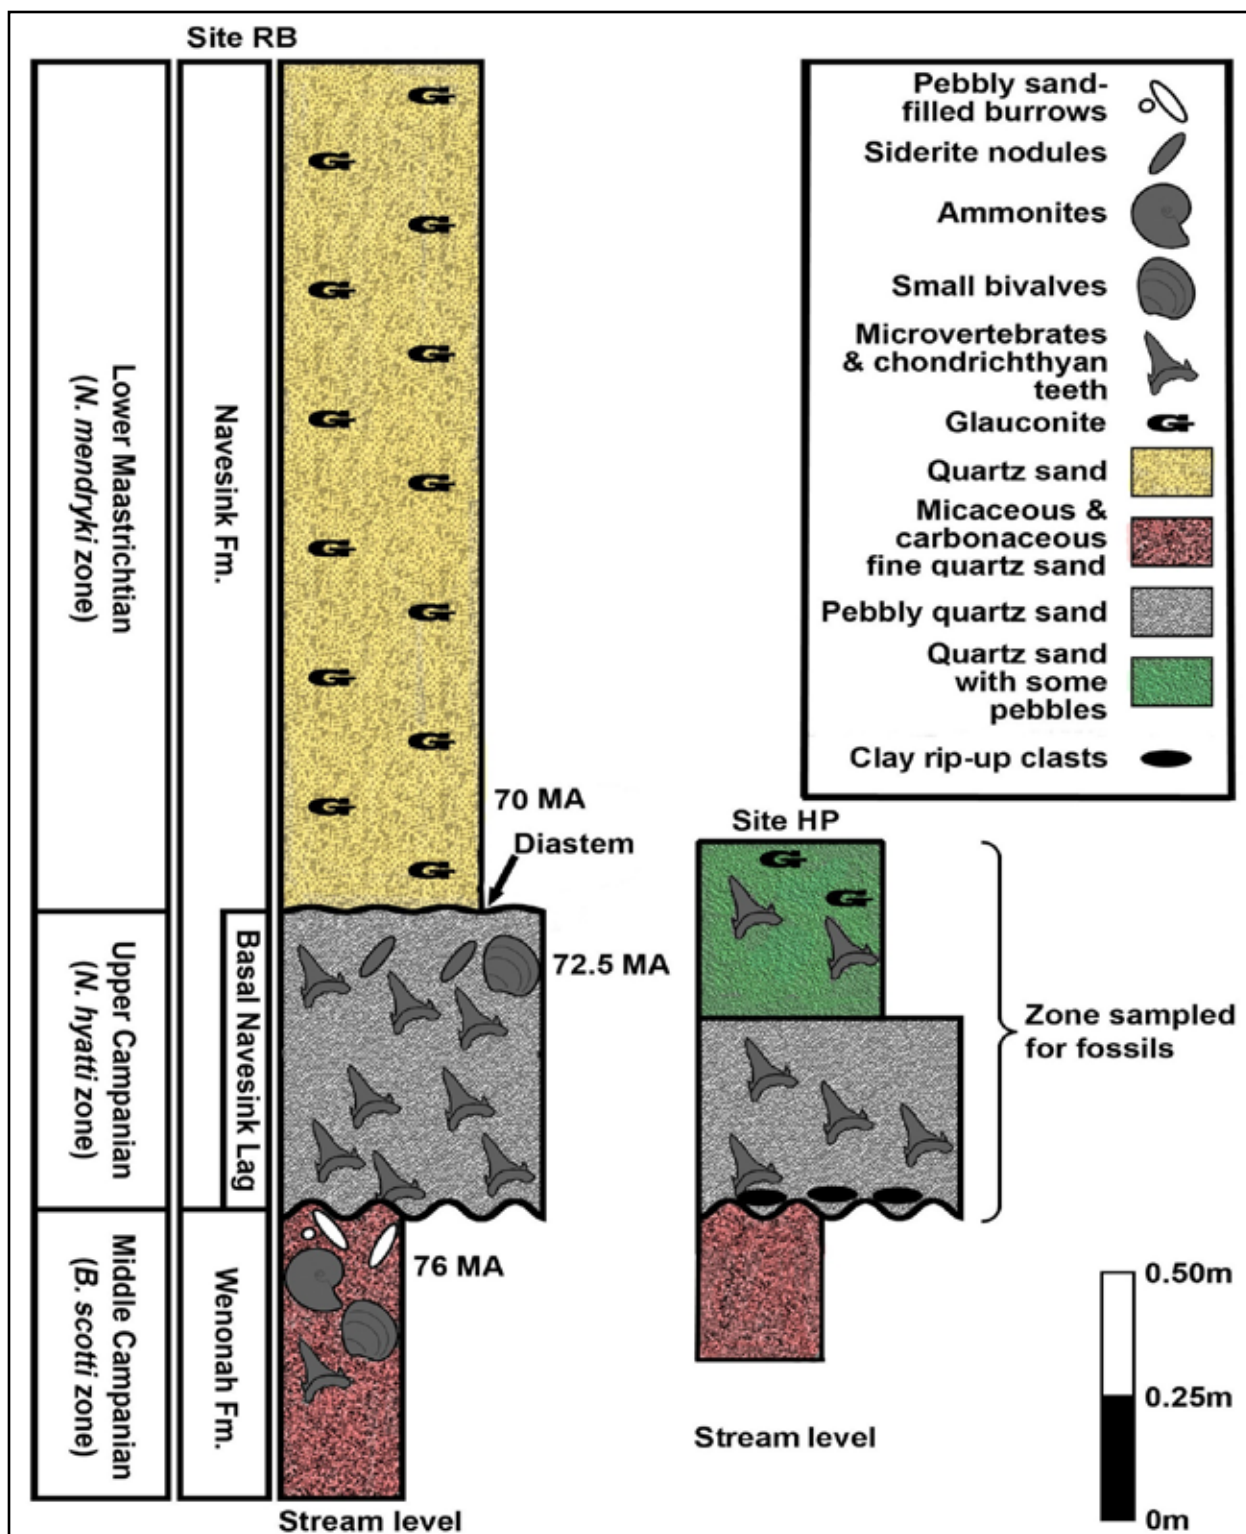 Site RB
Lower Maastrichtian
(N. mendryki zone)
Navesink Fm.
Upper Campanian
(N. hyatti zone)
Basal Navesink Lag
Middle Campanian
(B. scotti zone)
Wenonah Fm.
70 MA
Diastem
72.5 MA
76 MA
Stream level
Pebbly sand-
filled burrows
Siderite nodules
Ammonites
Small bivalves
Microvertebrates
& chondrichthyan
teeth
Glauconite
Quartz sand
Micaceous &
carbonaceous
fine quartz sand
Pebbly quartz sand
Quartz sand
with some
pebbles
Clay rip-up clasts
Site HP
Zone sampled
for fossils
Stream level
0.50m
0.25m
0m